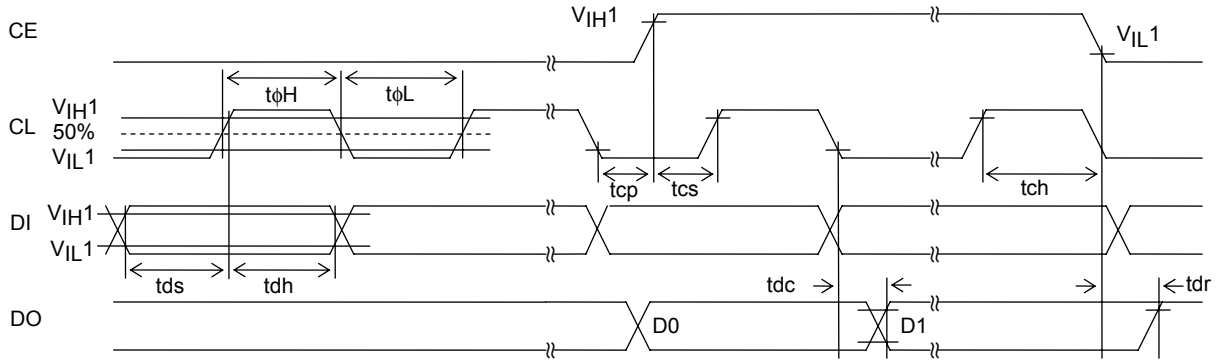 CE
VIH1
VIL1
tϕH
tϕL
VIH1
CL 50%
VIL1
tcp
tcs
tch
DI VIH1
VIL1
tds
tdh
tdc
tdr
DO
D0
D1